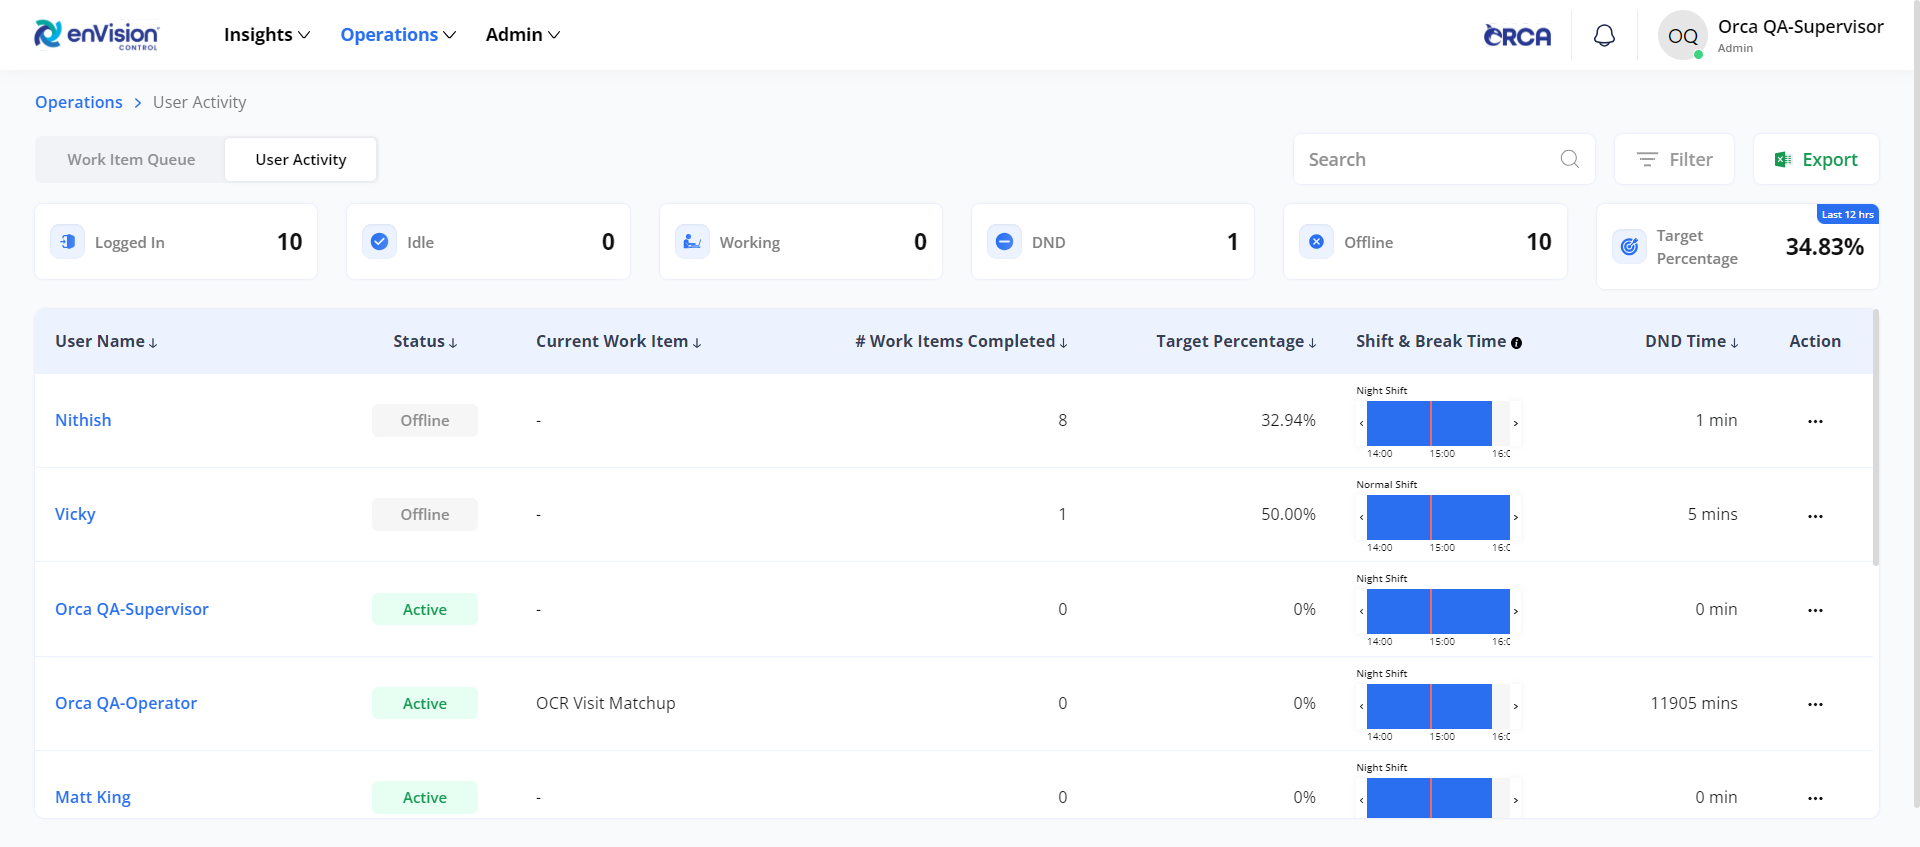 enVision CONTROL
Insights Operations Admin
ORCA
OQ
Orca QA-Supervisor
Admin
Operations > User Activity
Work Item Queue User Activity
Search Filter Export
Logged In 10
Idle 0
Working 0
DND 1
Offline 10
Last 12 hrs
Target Percentage 34.83%
User Name ↓ Status ↓ Current Work Item ↓ # Work Items Completed ↓ Target Percentage ↓ Shift & Break Time DND Time ↓ Action
Night Shift
Nithish Offline - 8 32.94% ‹ › 1 min ...
14:00 15:00 16:0
Normal Shift
Vicky Offline - 1 50.00% ‹ › 5 mins ...
14:00 15:00 16:0
Night Shift
Orca QA-Supervisor Active - 0 0% ‹ › 0 min ...
14:00 15:00 16:0
Night Shift
Orca QA-Operator Active OCR Visit Matchup 0 0% ‹ › 11905 mins ...
14:00 15:00 16:0
Night Shift
Matt King Active - 0 0% ‹ › 0 min ...